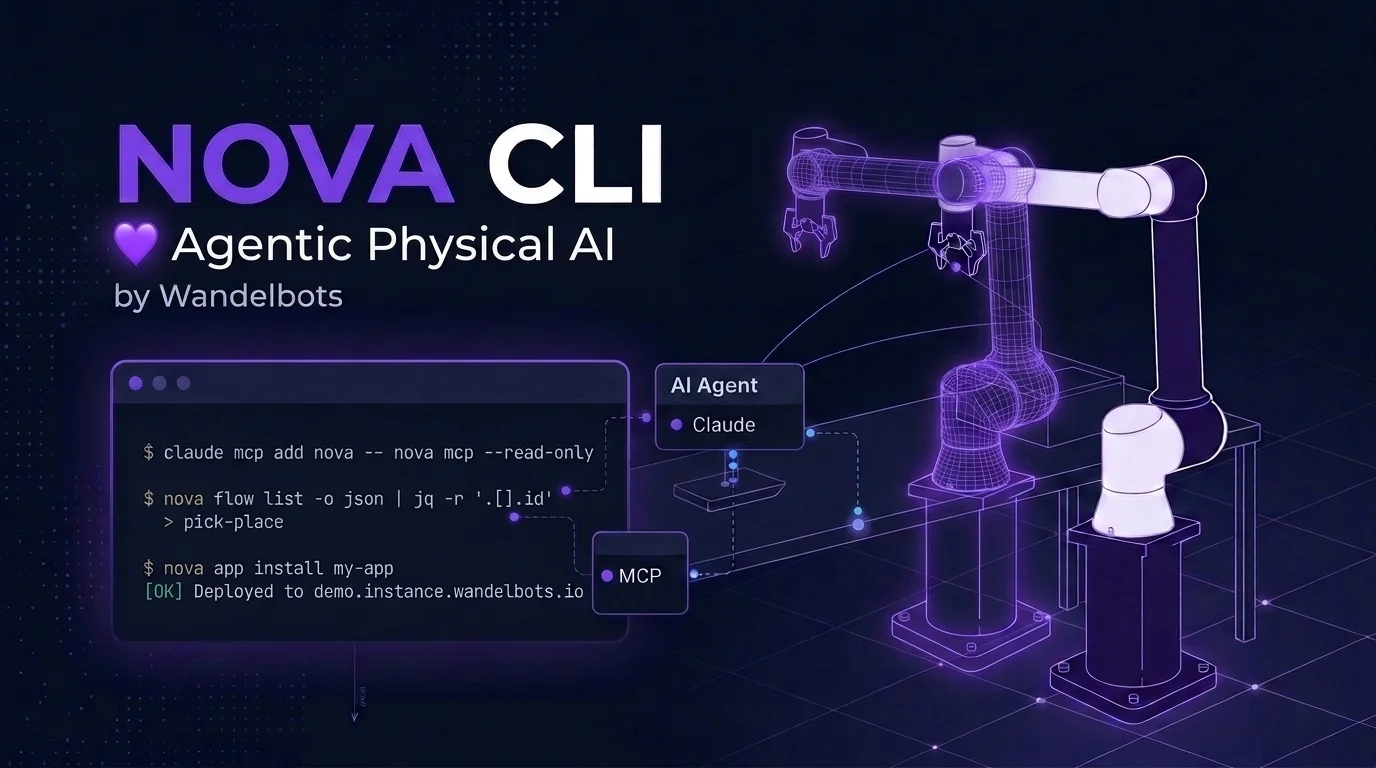 NOVA CLI
💜 Agentic Physical AI
by Wandelbots
$ claude mcp add nova -- nova mcp --read-only
$ nova flow list -o json | jq -r '.[].id'
> pick-place
$ nova app install my-app
[OK] Deployed to demo.instance.wandelbots.io
AI Agent
Claude
MCP